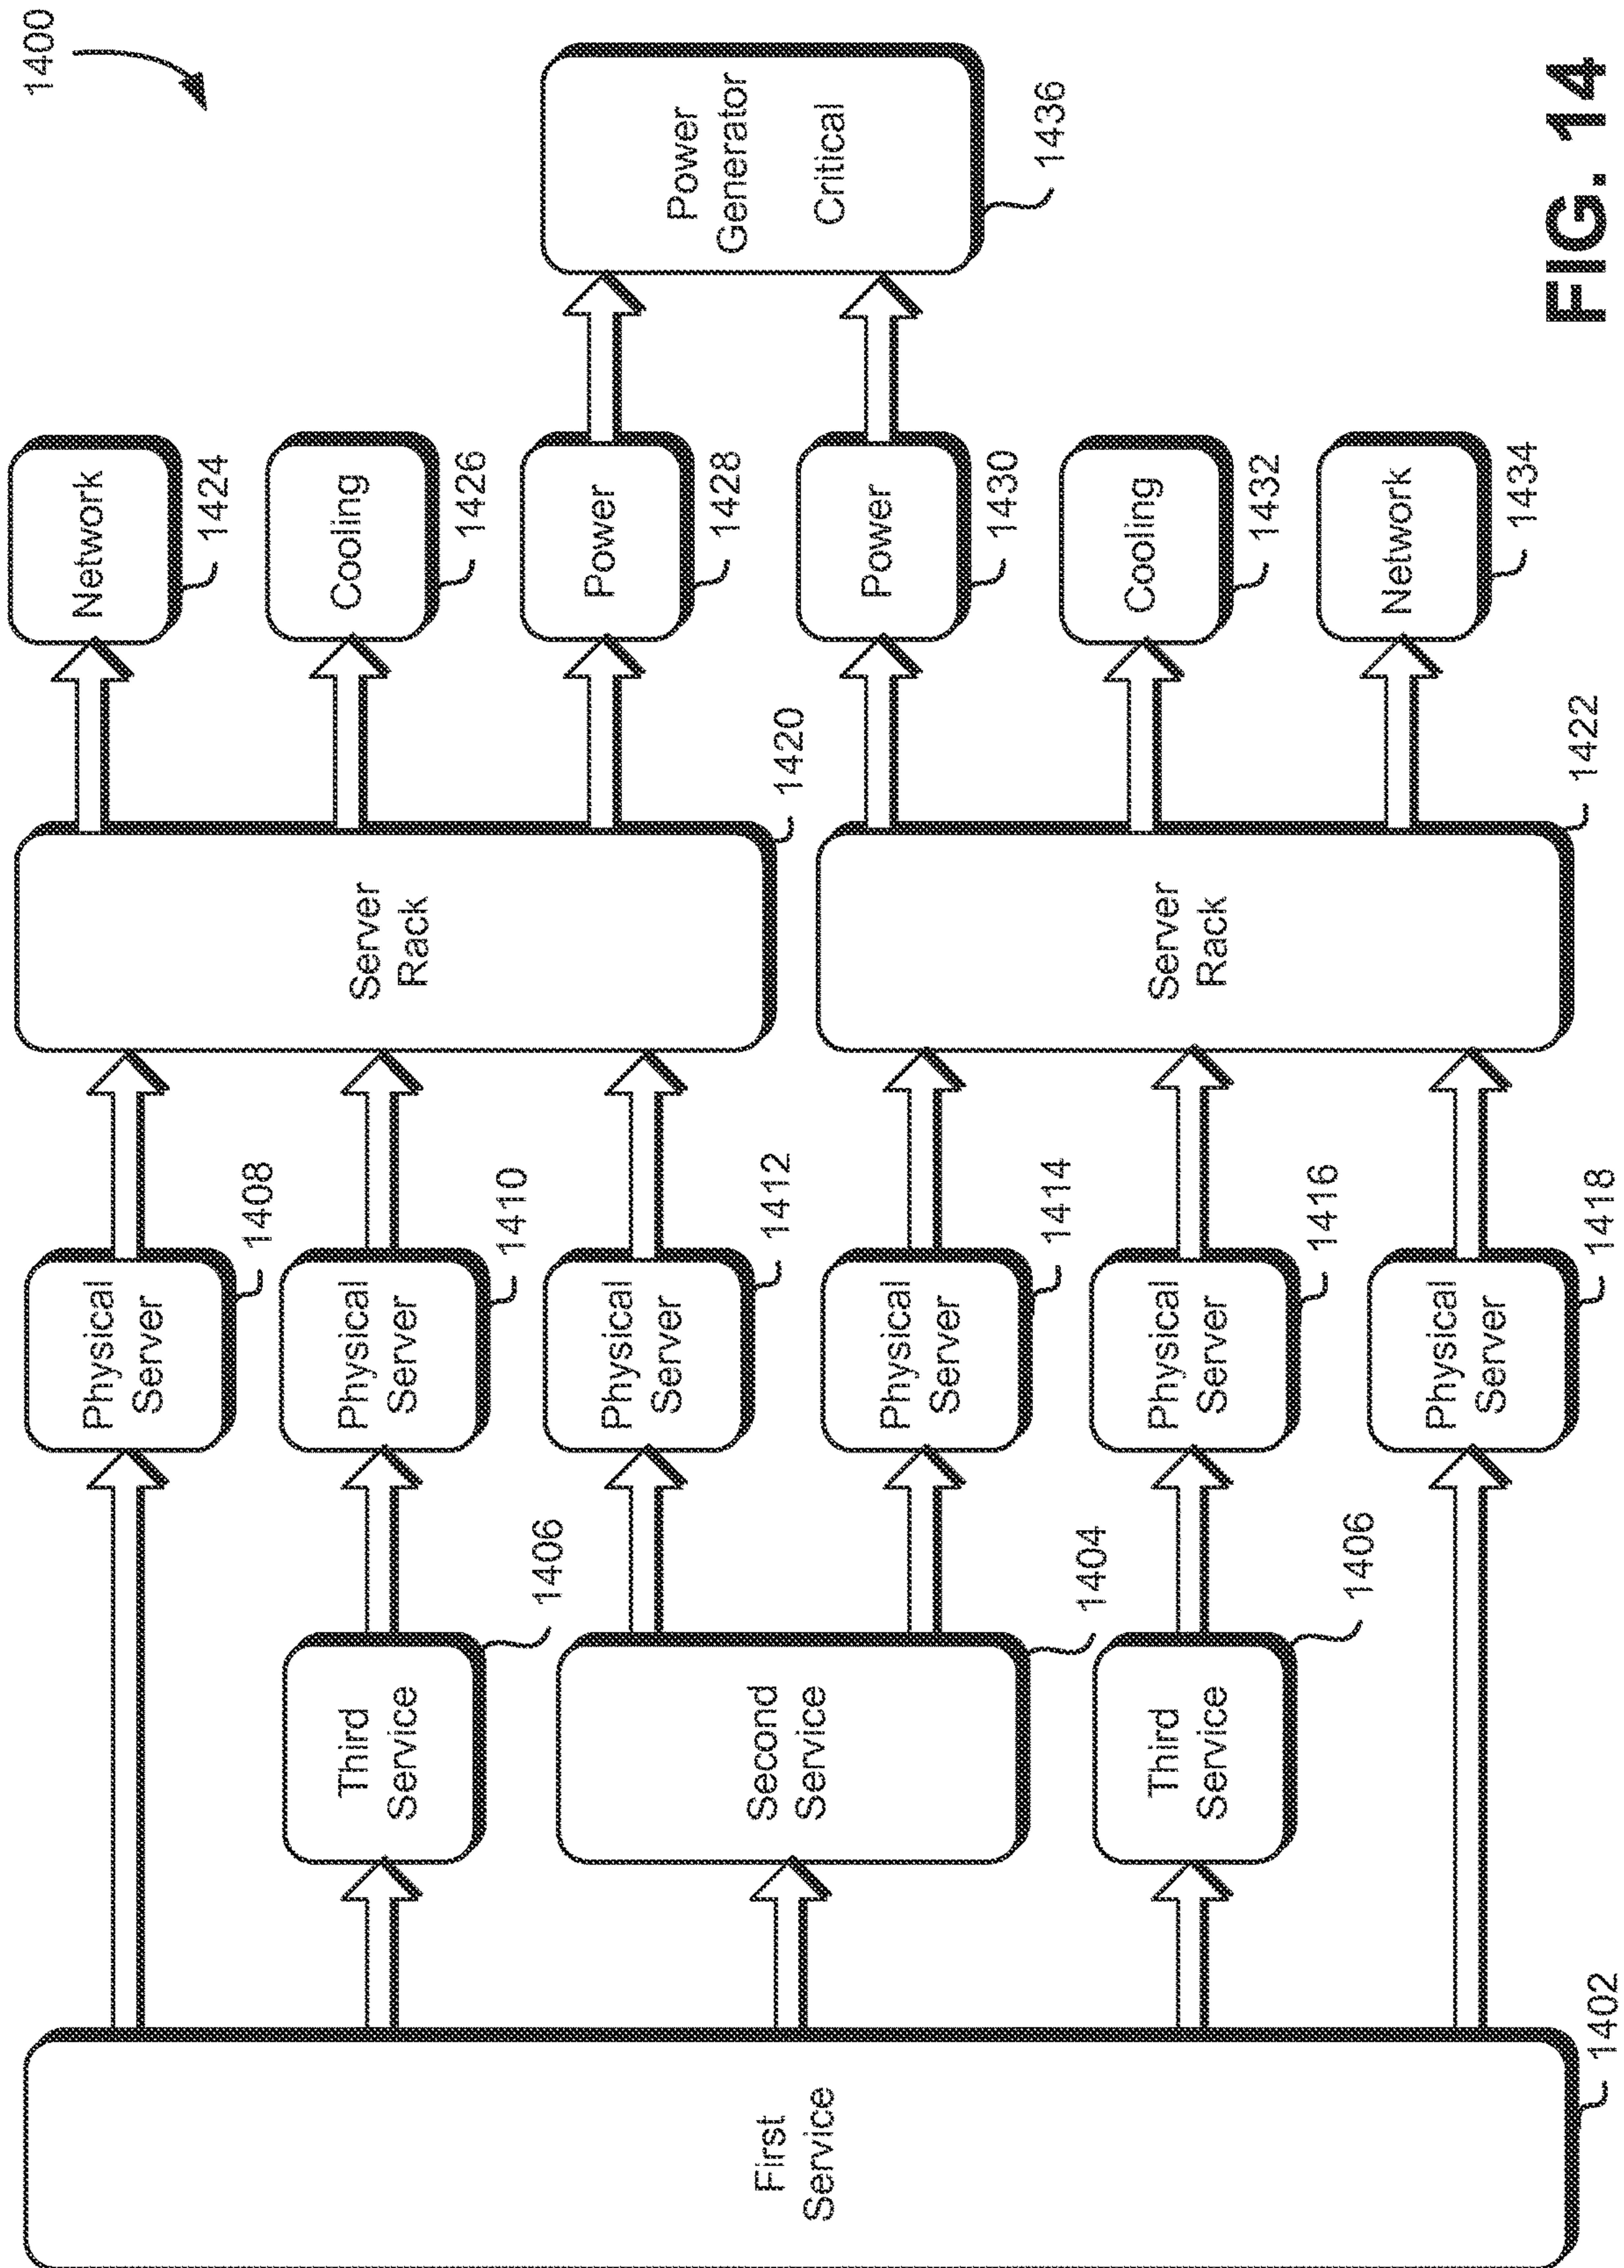 1400
First
Service
1402
Third
Service
1406
Second
Service
1404
Third
Service
1406
Physical
Server
1408
Physical
Server
1410
Physical
Server
1412
Physical
Server
1414
Physical
Server
1416
Physical
Server
1418
Server
Rack
1420
Server
Rack
1422
Network
1424
Cooling
1426
Power
1428
Power
1430
Cooling
1432
Network
1434
Power
Generator
Critical
1436
FIG. 14